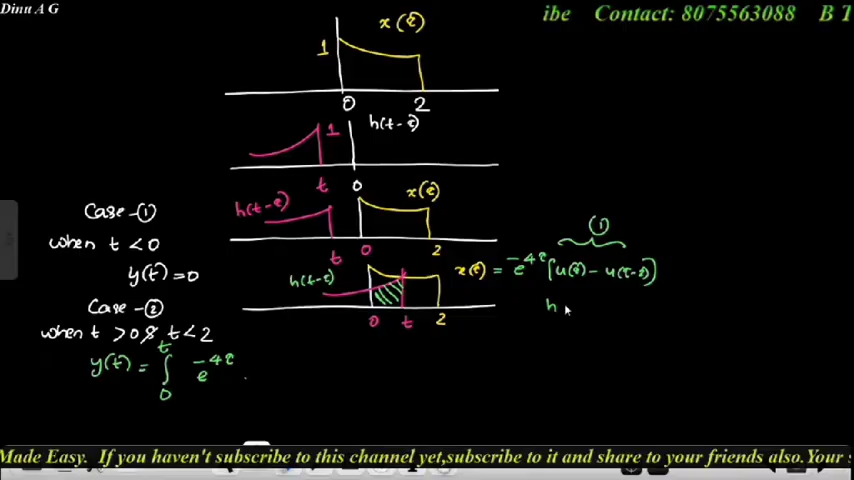 Dinu A G
ibe Contact: 8075563088 B T
x(τ)
1
0 2
h(t-τ)
1
t 0
h(t-τ) x(τ)
t 0 2
Case-①
when t <0
y(t) = 0
Case-②
when t >0 & t <2
y(t) = ∫₀ᵗ e^-4τ .
h(t-τ)
0 t 2
①
x(τ) = e^-4τ [u(τ) - u(τ-2)]
h
Made Easy. If you haven't subscribe to this channel yet,subscribe to it and share to your friends also.Your